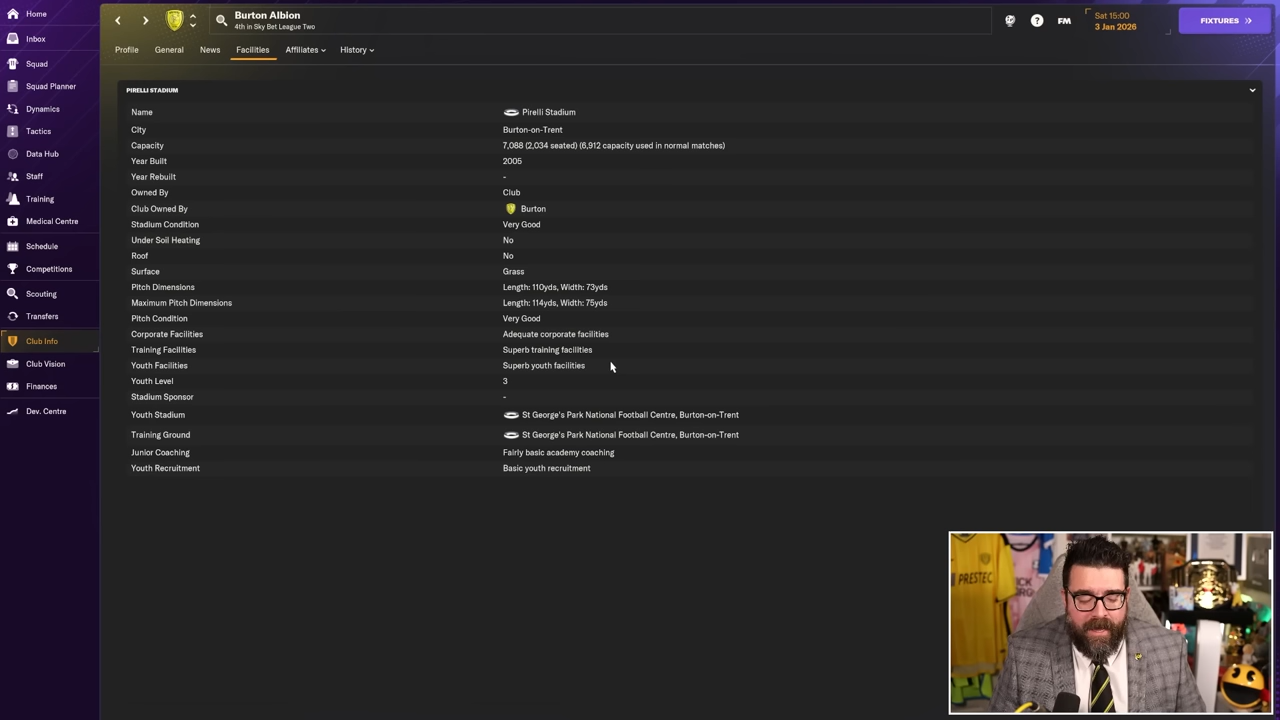 Home
Inbox
Squad
Squad Planner
Dynamics
Tactics
Data Hub
Staff
Training
Medical Centre
Schedule
Competitions
Scouting
Transfers
Club Info
Club Vision
Finances
Dev. Centre
Burton Albion
4th in Sky Bet League Two
?
FM
Sat 15:00
3 Jan 2026
FIXTURES
Profile
General
News
Facilities
Affiliates
History
PIRELLI STADIUM
Name Pirelli Stadium
City Burton-on-Trent
Capacity 7,088 (2,034 seated) (6,912 capacity used in normal matches)
Year Built 2005
Year Rebuilt -
Owned By Club
Club Owned By Burton
Stadium Condition Very Good
Under Soil Heating No
Roof No
Surface Grass
Pitch Dimensions Length: 110yds, Width: 73yds
Maximum Pitch Dimensions Length: 114yds, Width: 75yds
Pitch Condition Very Good
Corporate Facilities Adequate corporate facilities
Training Facilities Superb training facilities
Youth Facilities Superb youth facilities
Youth Level 3
Stadium Sponsor -
Youth Stadium St George's Park National Football Centre, Burton-on-Trent
Training Ground St George's Park National Football Centre, Burton-on-Trent
Junior Coaching Fairly basic academy coaching
Youth Recruitment Basic youth recruitment
PRESTEC